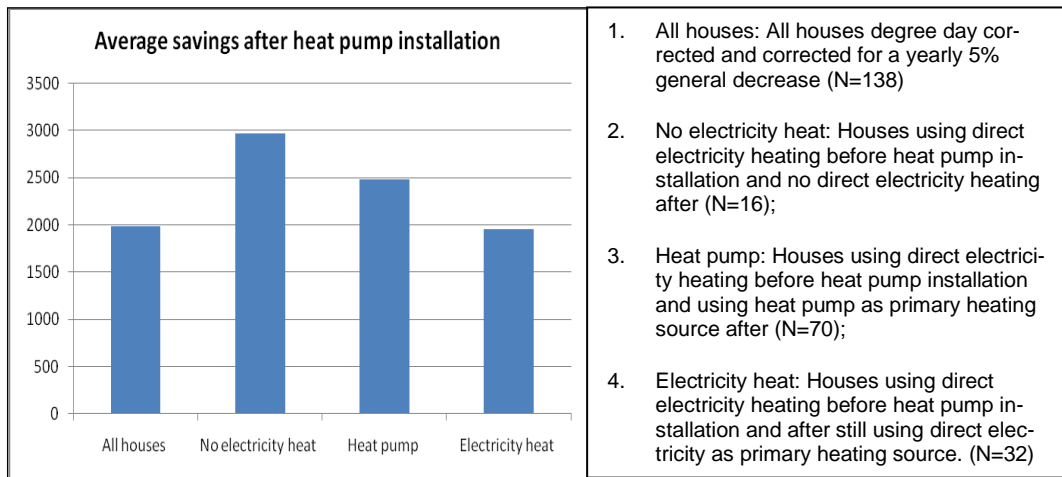 Average savings after heat pump installation
3500
3000
2500
2000
1500
1000
500
0
All houses
No electricity heat
Heat pump
Electricity heat
1. All houses: All houses degree day cor-
rected and corrected for a yearly 5%
general decrease (N=138)
2. No electricity heat: Houses using direct
electricity heating before heat pump in-
stallation and no direct electricity heating
after (N=16);
3. Heat pump: Houses using direct electrici-
ty heating before heat pump installation
and using heat pump as primary heating
source after (N=70);
4. Electricity heat: Houses using direct
electricity heating before heat pump in-
stallation and after still using direct elec-
tricity as primary heating source. (N=32)